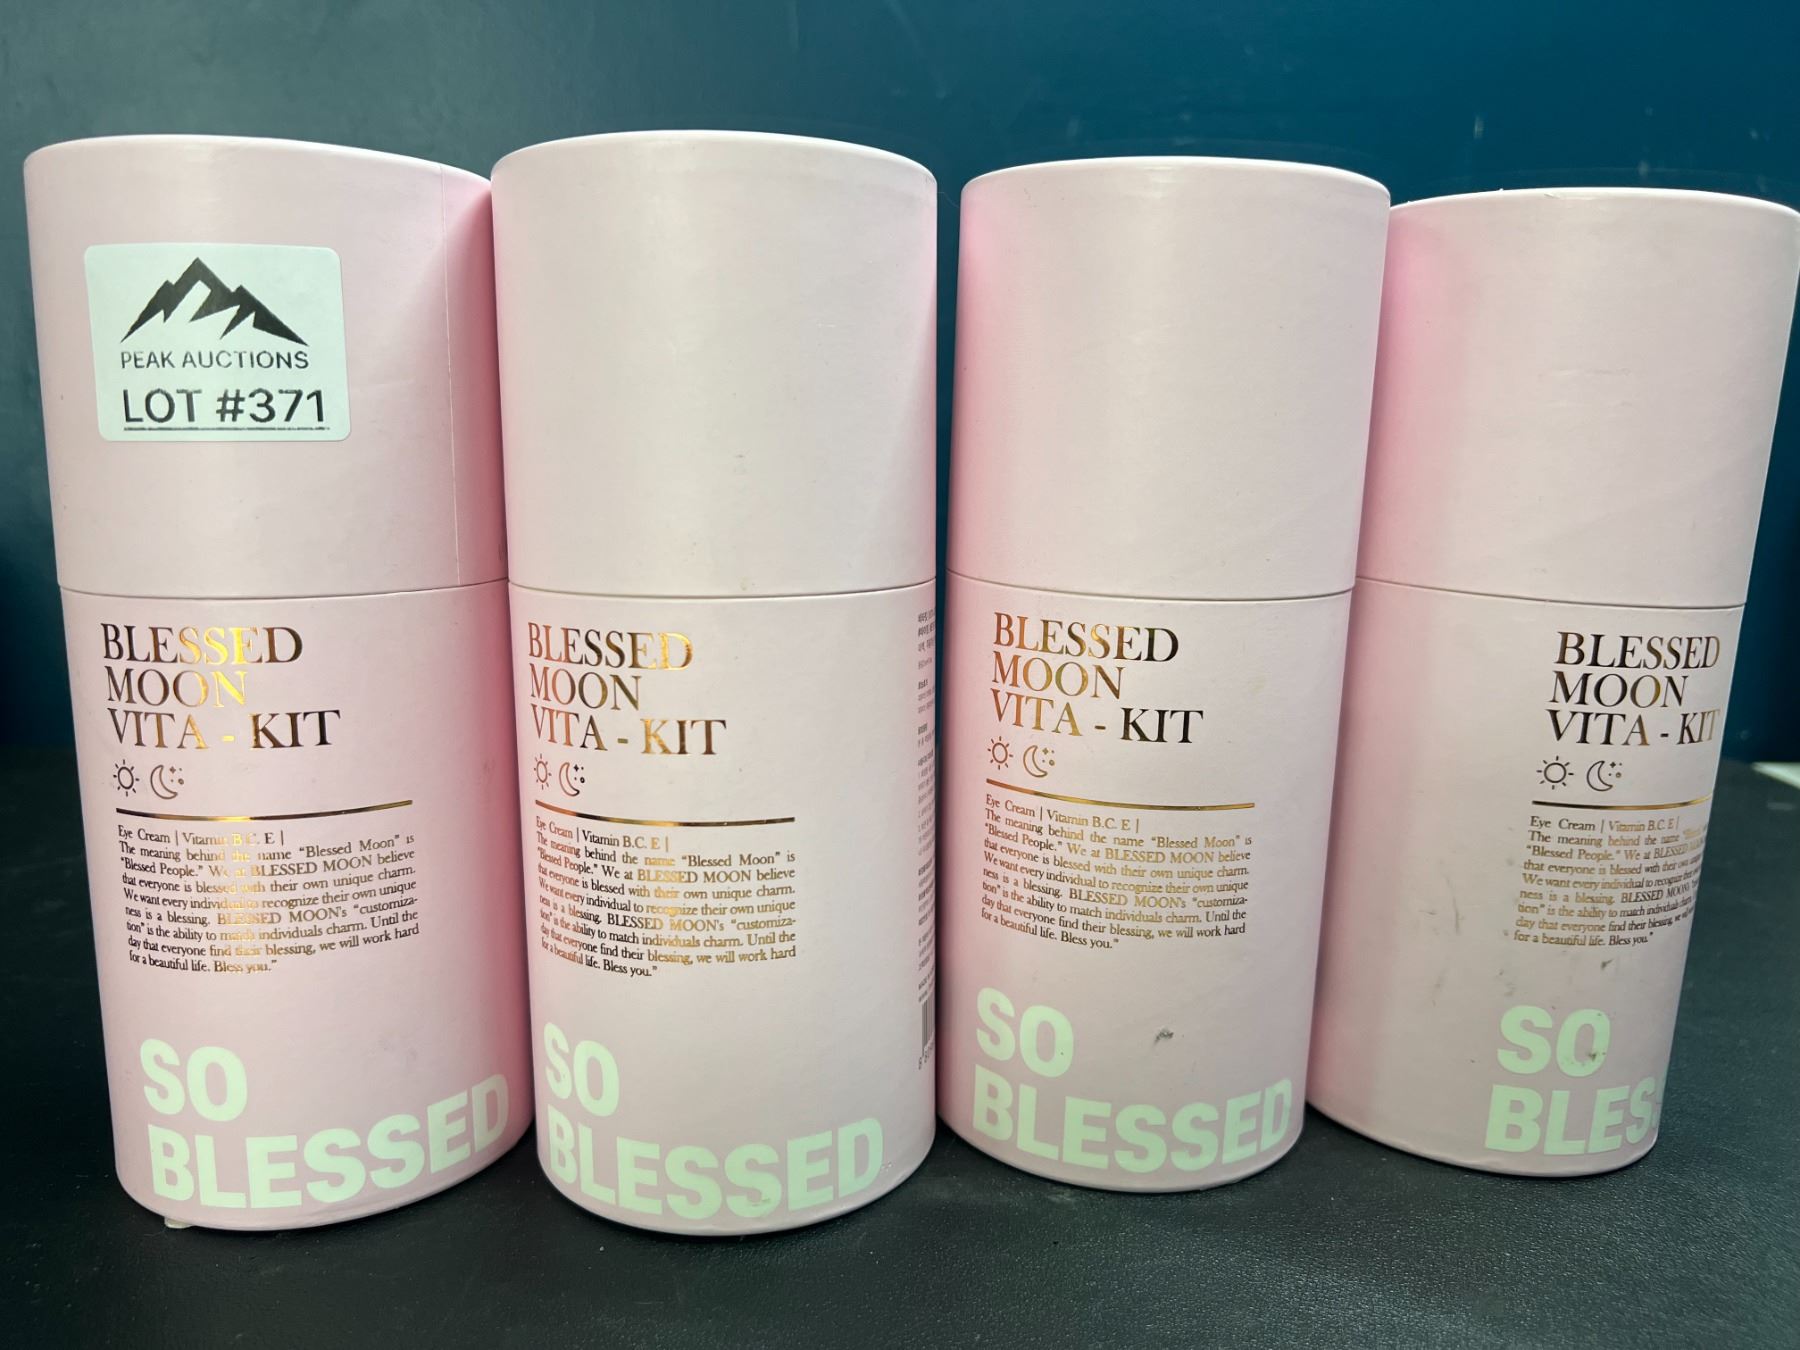 PEAK AUCTIONS
LOT #371
BLESSED
MOON
VITA - KIT
Eye Cream | Vitamin B.C. E |
The meaning behind the name "Blessed Moon" is
"Blessed People." We at BLESSED MOON believe
that everyone is blessed with their own unique charm.
We want every individual to recognize their own unique
ness is a blessing. BLESSED MOON's "customiza-
tion" is the ability to match individuals charm. Until the
day that everyone find their blessing, we will work hard
for a beautiful life. Bless you."
SO
BLESSED
BLESSED
MOON
VITA - KIT
Eye Cream | Vitamin B.C. E |
The meaning behind the name "Blessed Moon" is
"Blessed People." We at BLESSED MOON believe
that everyone is blessed with their own unique charm.
We want every individual to recognize their own unique
ness is a blessing. BLESSED MOON's "customiza-
tion" is the ability to match individuals charm. Until the
day that everyone find their blessing, we will work hard
for a beautiful life. Bless you."
SO
BLESSED
BLESSED
MOON
VITA - KIT
Eye Cream | Vitamin B.C. E |
The meaning behind the name "Blessed Moon" is
"Blessed People." We at BLESSED MOON believe
that everyone is blessed with their own unique charm.
We want every individual to recognize their own unique
ness is a blessing. BLESSED MOON's "customiza-
tion" is the ability to match individuals charm. Until the
day that everyone find their blessing, we will work hard
for a beautiful life. Bless you."
SO
BLESSED
BLESSED
MOON
VITA - KIT
Eye Cream | Vitamin B.C. E |
The meaning behind the name
"Blessed People." We at BLESSED
that everyone is blessed with their own
We want every individual to recognize their
ness is a blessing. BLESSED MOON's
tion" is the ability to match individuals
day that everyone find their blessing,
for a beautiful life. Bless you."
SO
BLES